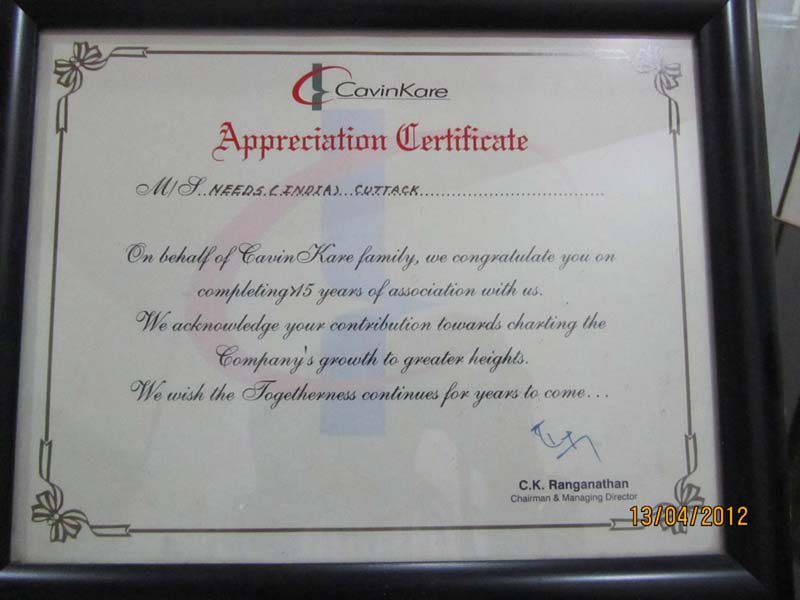 CavinKare
Appreciation Certificate
M/S. NEEDS (INDIA) CUTTACK
On behalf of CavinKare family, we congratulate you on
completing 15 years of association with us.
We acknowledge your contribution towards charting the
Company's growth to greater heights.
We wish the Togetherness continues for years to come...
C.K. Ranganathan
Chairman & Managing Director
13/04/2012